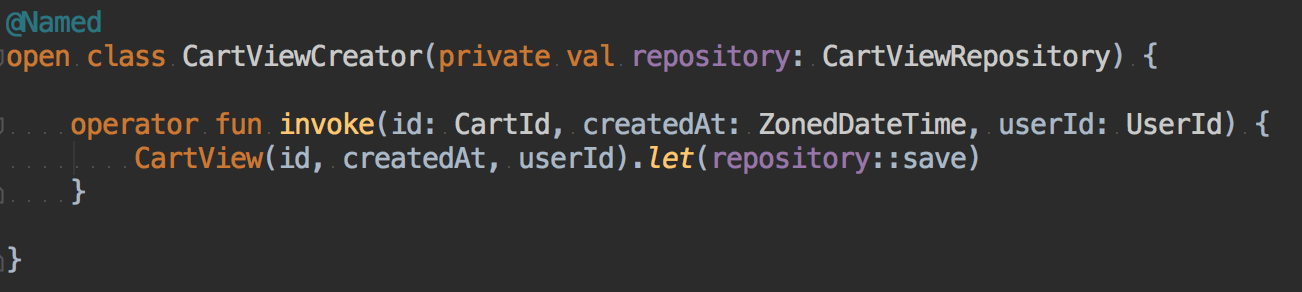 @Named
open class CartViewCreator(private val repository: CartViewRepository) {
operator fun invoke(id: CartId, createdAt: ZonedDateTime, userId: UserId) {
CartView(id, createdAt, userId).let(repository::save)
}
}